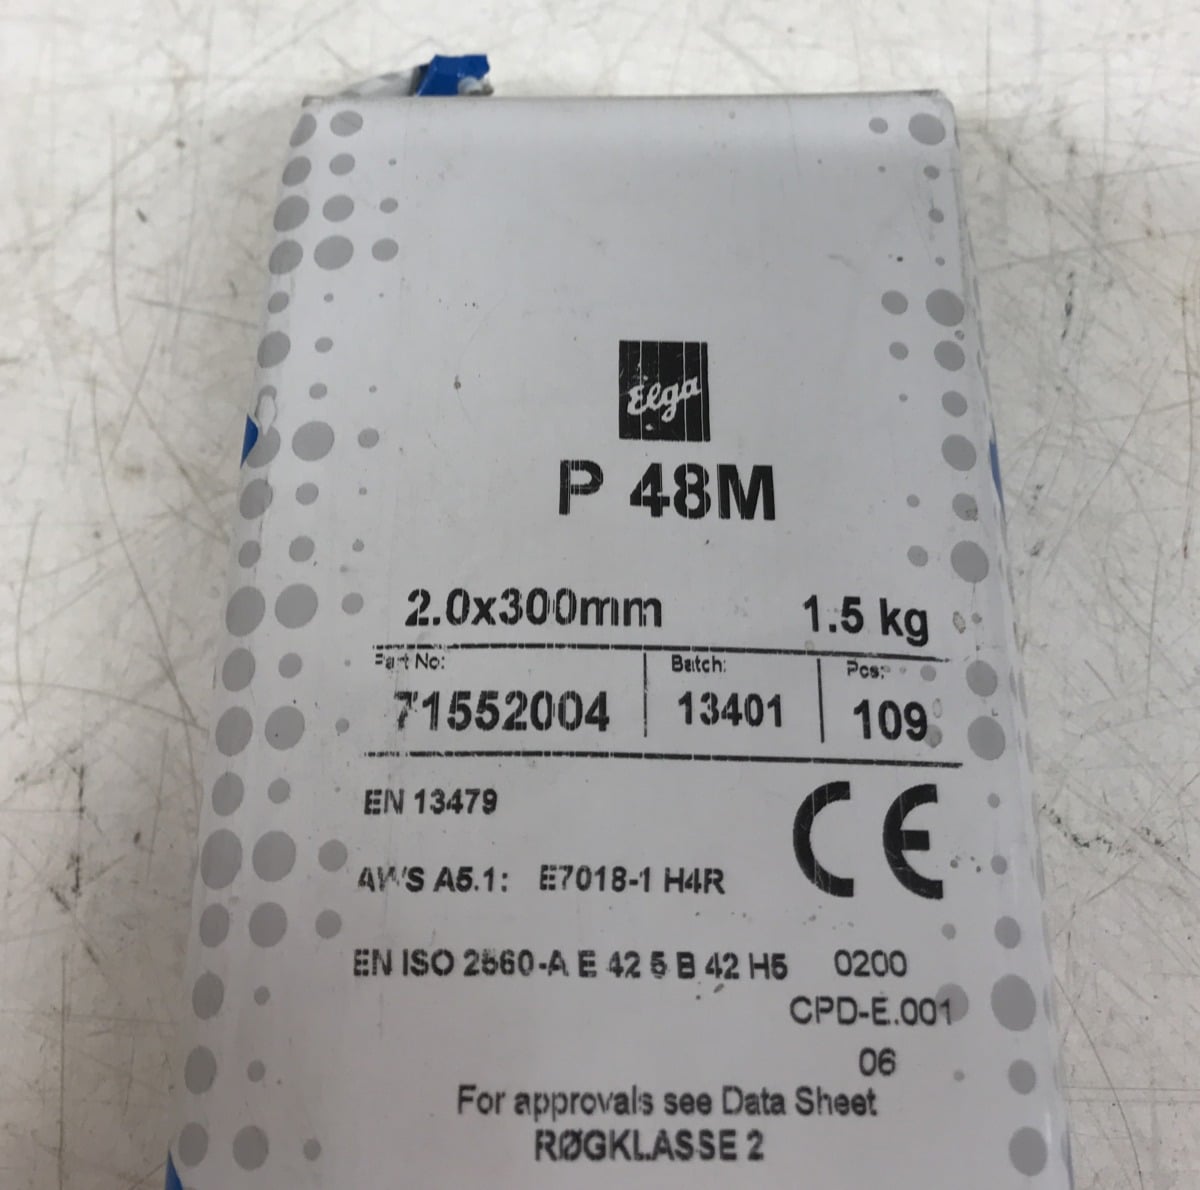 Elga
P 48M
2.0x300mm 1.5 kg
Part No: Batch: Pcs:
71552004 13401 109
EN 13479
CE
AWS A5.1: E7018-1 H4R
EN ISO 2560-A E 42 5 B 42 H5 0200
CPD-E.001
06
For approvals see Data Sheet
RØGKLASSE 2